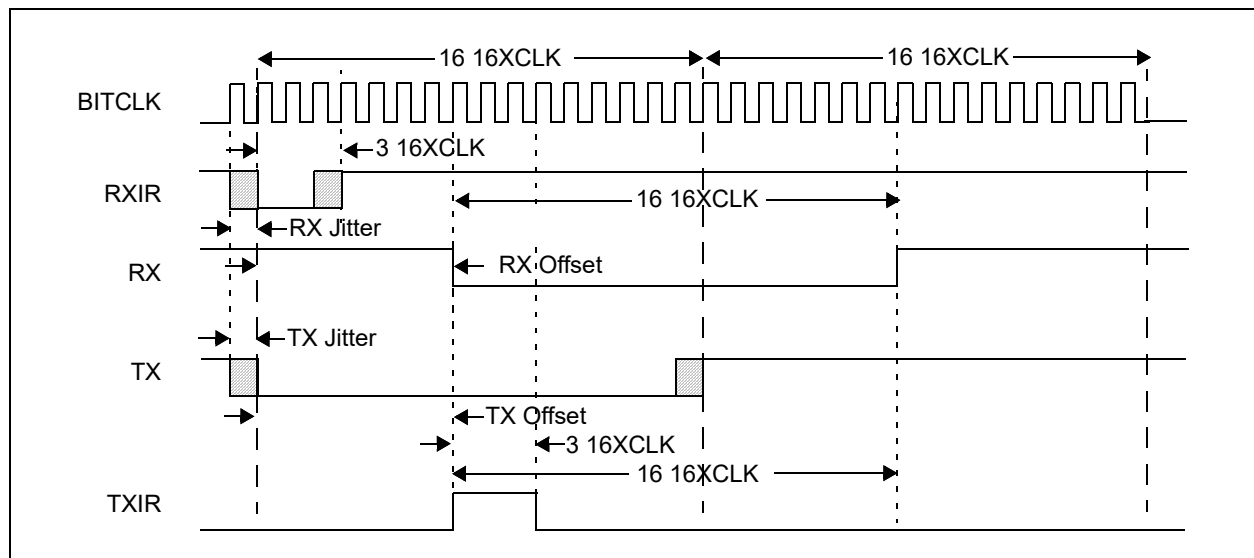 16 16XCLK
16 16XCLK
BITCLK
3 16XCLK
RXIR
16 16XCLK
RX Jitter
RX
RX Offset
TX Jitter
TX
TX Offset
3 16XCLK
16 16XCLK
TXIR